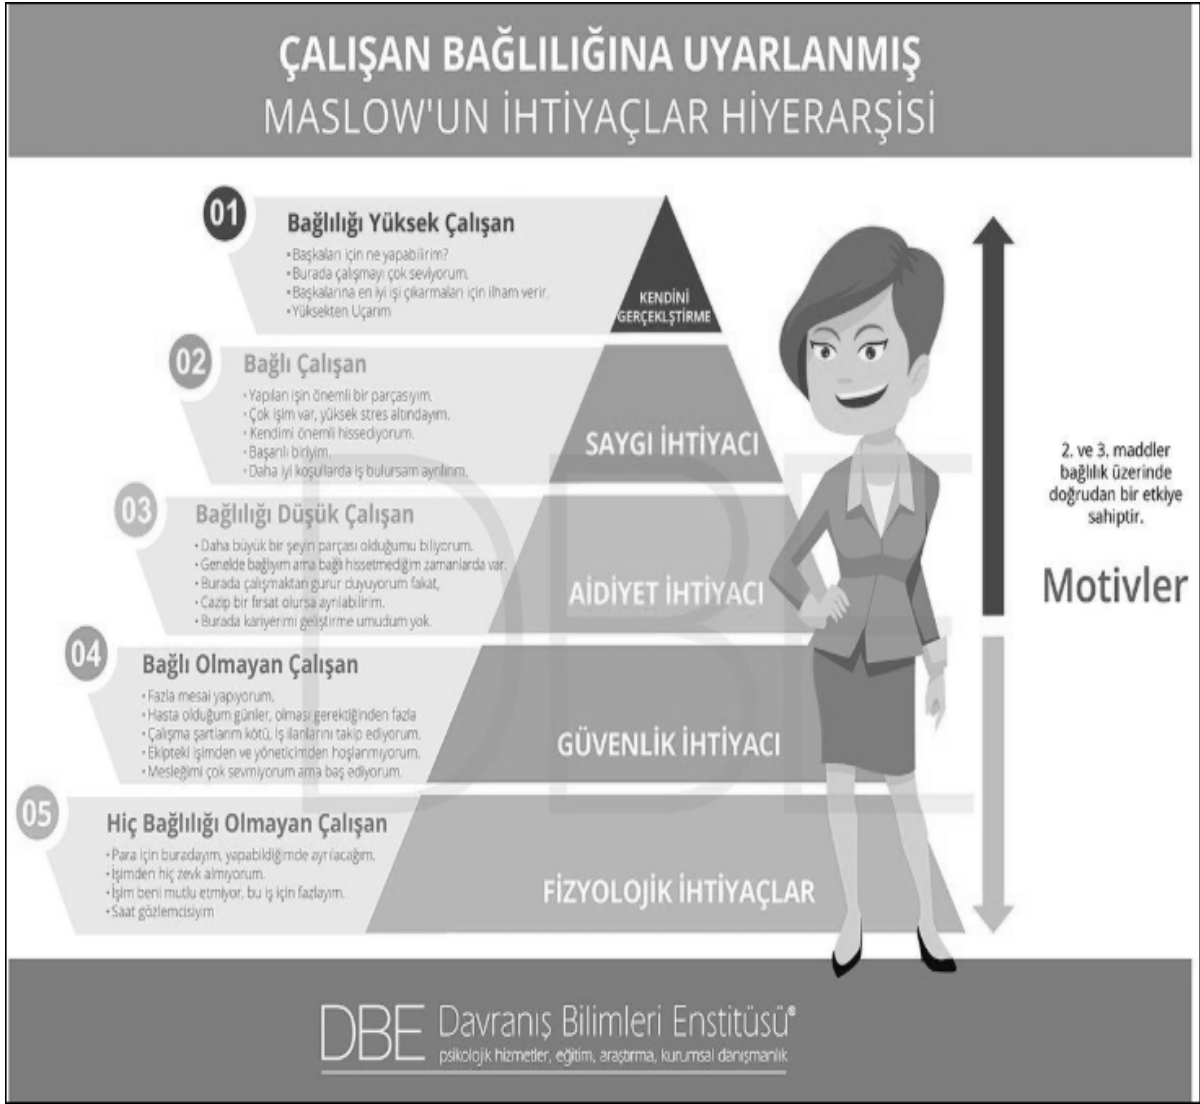 ÇALIŞAN BAĞLILIĞINA UYARLANMIŞ
MASLOW'UN İHTİYAÇLAR HİYERARŞİSİ
01
Bağlılığı Yüksek Çalışan
• Başkaları için ne yapabilirim?
• Burada çalışmayı çok seviyorum.
• Başkalarına en iyi işi çıkarmaları için ilham verir.
• Yüksekten Uçarım
KENDİNİ
GERÇEKLŞTİRME
02
Bağlı Çalışan
• Yapılan işin önemli bir parçasıyım.
• Çok işim var, yüksek stres altındayım.
• Kendimi önemli hissediyorum.
• Başarılı biriyim.
• Daha iyi koşullarda iş bulursam ayrılırım.
SAYGI İHTİYACI
03
Bağlılığı Düşük Çalışan
• Daha büyük bir şeyin parçası olduğumu biliyorum.
• Genelde bağlıyım ama bağlı hissetmediğim zamanlarda var.
• Burada çalışmaktan gurur duyuyorum fakat,
• Cazip bir fırsat olursa ayrılabilirim.
• Burada kariyerimi geliştirme umudum yok.
AİDİYET İHTİYACI
04
Bağlı Olmayan Çalışan
• Fazla mesai yapıyorum.
• Hasta olduğum günler, olması gerektiğinden fazla
• Çalışma şartlarım kötü, iş ilanlarını takip ediyorum.
• Ekipteki işimden ve yöneticimden hoşlanmıyorum.
• Mesleğimi çok sevmiyorum ama baş ediyorum.
GÜVENLİK İHTİYACI
05
Hiç Bağlılığı Olmayan Çalışan
• Para için buradayım, yapabildiğimde ayrılacağım.
• İşimden hiç zevk almıyorum.
• İşim beni mutlu etmiyor, bu iş için fazlayım.
• Saat gözlemcisiyim
FİZYOLOJİK İHTİYAÇLAR
2. ve 3. maddler
bağlılık üzerinde
doğrudan bir etkiye
sahiptir.
Motivler
DBE
DBE Davranış Bilimleri Enstitüsü®
psikolojik hizmetler, eğitim, araştırma, kurumsal danışmanlık